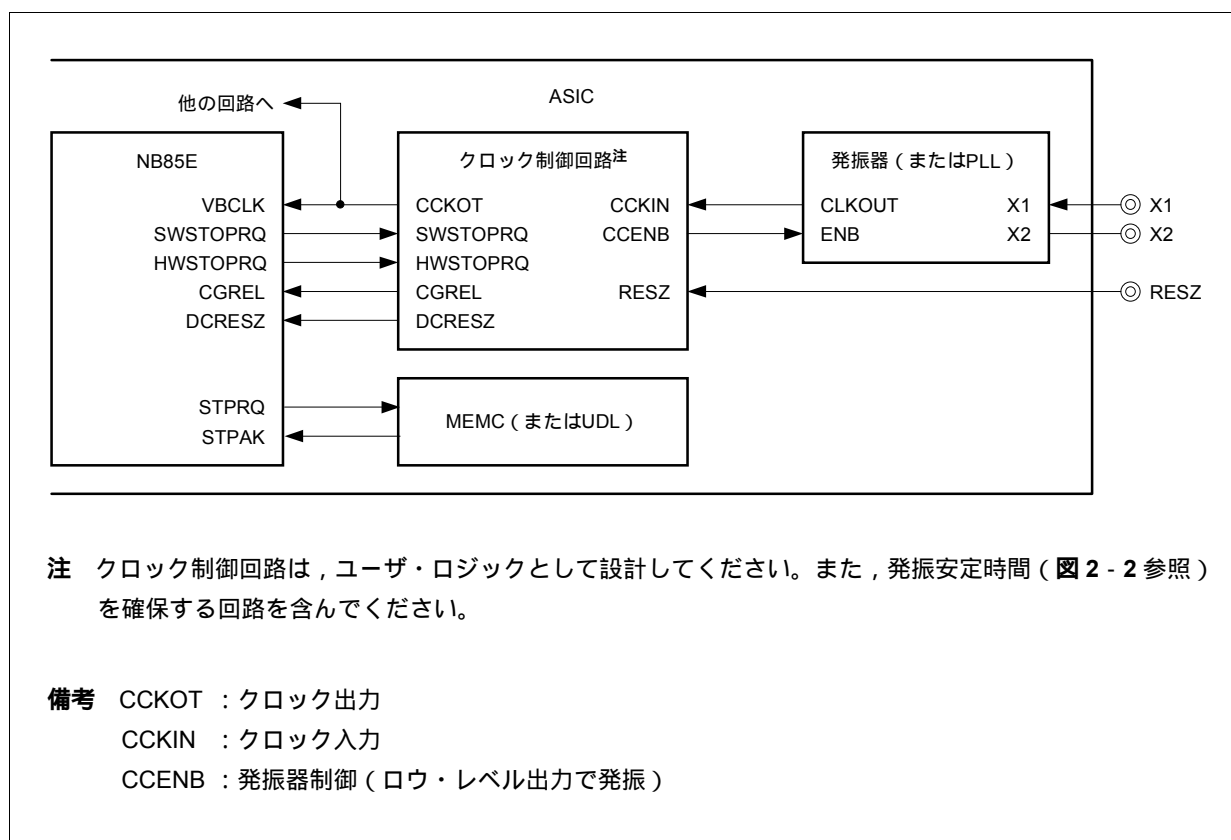 ASIC
他の回路へ
NB85E
クロック制御回路注
発振器（またはPLL）
VBCLK
CCKOT
CCKIN
CLKOUT
X1
X1
SWSTOPRQ
SWSTOPRQ
CCENB
ENB
X2
X2
HWSTOPRQ
HWSTOPRQ
CGREL
CGREL
RESZ
RESZ
DCRESZ
DCRESZ
STPRQ
STPAK
MEMC（またはUDL）
注 クロック制御回路は，ユーザ・ロジックとして設計してください。また，発振安定時間（図2-2参照）
を確保する回路を含んでください。
備考 CCKOT：クロック出力
CCKIN：クロック入力
CCENB：発振器制御（ロウ・レベル出力で発振）